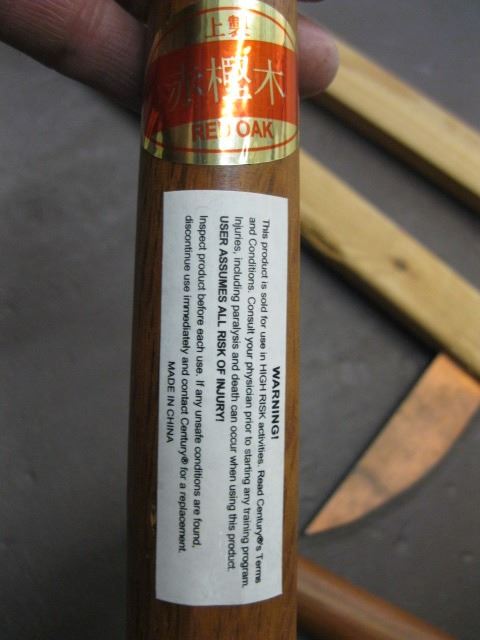 上製
赤樫木
RED OAK
WARNING!
This product is sold for use in HIGH RISK activities. Read Century®'s Terms
and Conditions. Consult your physician prior to starting any training program.
Injuries, including paralysis and death can occur when using this product.
USER ASSUMES ALL RISK OF INJURY!
Inspect product before each use. If any unsafe conditions are found,
discontinue use immediately and contact Century® for a replacement.
MADE IN CHINA